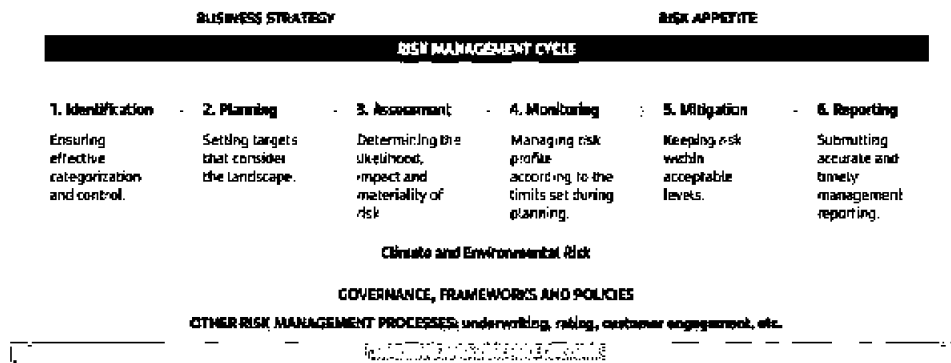 BUSINESS STRATEGY RISK APPETITE
RISK MANAGEMENT CYCLE
1. Identification - 2. Planning - 3. Assessment - 4. Monitoring 5. Mitigation - 6. Reporting
Ensuring
effective
categorization
and control.
Setting targets
that consider
the landscape.
Determining the
likelihood,
impact and
materiality of
risk
Managing risk
profile
according to the
limits set during
planning.
Keeping risk
within
acceptable
levels.
Submitting
accurate and
timely
management
reporting.
Climate and Environmental Risk
GOVERNANCE, FRAMEWORKS AND POLICIES
OTHER RISK MANAGEMENT PROCESSES: underwriting, rating, customer engagement, etc.